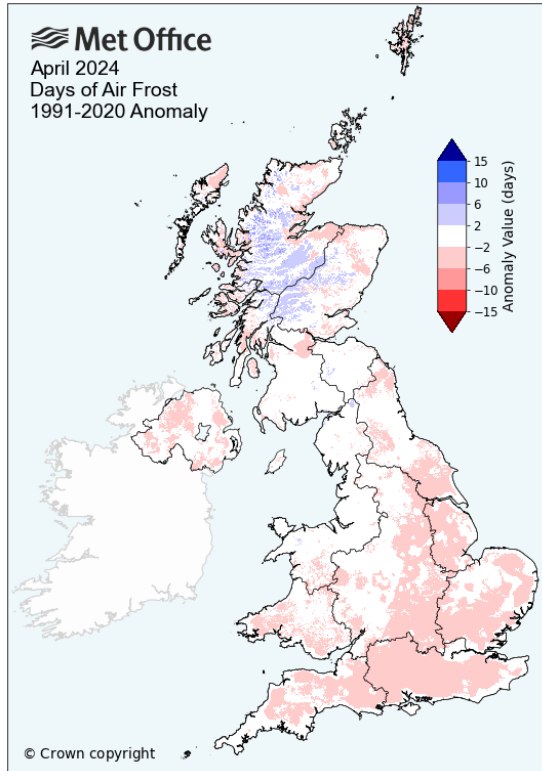 Met Office
April 2024
Days of Air Frost
1991-2020 Anomaly
15
10
6
2
−2
−6
−10
−15
Anomaly Value (days)
© Crown copyright